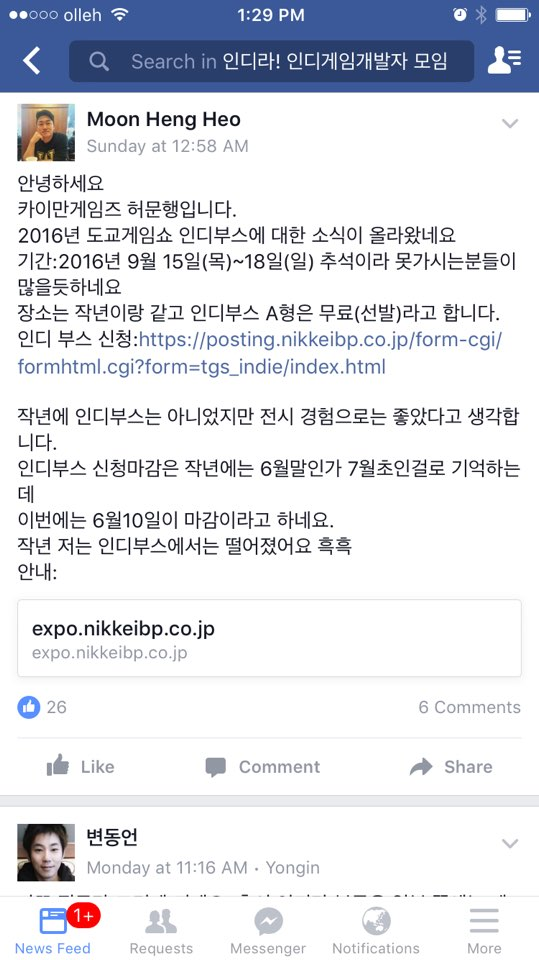 olleh 1:29 PM
Search in 인디라! 인디게임개발자 모임
Moon Heng Heo
Sunday at 12:58 AM
안녕하세요
카이만게임즈 허문행입니다.
2016년 도쿄게임쇼 인디부스에 대한 소식이 올라왔네요
기간:2016년 9월 15일(목)~18일(일) 추석이라 못가시는분들이
많을듯하네요
장소는 작년이랑 같고 인디부스 A형은 무료(선발)라고 합니다.
인디 부스 신청:https://posting.nikkeibp.co.jp/form-cgi/
formhtml.cgi?form=tgs_indie/index.html
작년에 인디부스는 아니었지만 전시 경험으로는 좋았다고 생각합
니다.
인디부스 신청마감은 작년에는 6월말인가 7월초인걸로 기억하는
데
이번에는 6월10일이 마감이라고 하네요.
작년 저는 인디부스에서는 떨어졌어요 흑흑
안내:
expo.nikkeibp.co.jp
expo.nikkeibp.co.jp
26 6 Comments
Like Comment Share
변동언
Monday at 11:16 AM · Yongin
1+
News Feed Requests Messenger Notifications More